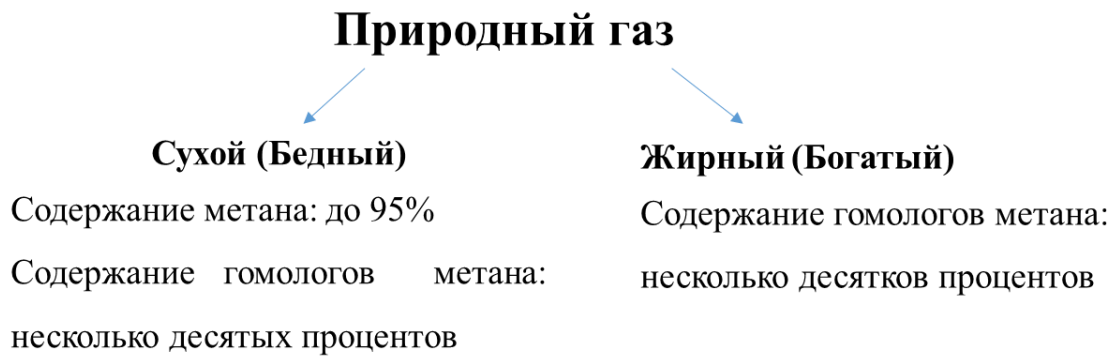 Природный газ
Сухой (Бедный)
Содержание метана: до 95%
Содержание гомологов метана:
несколько десятых процентов
Жирный (Богатый)
Содержание гомологов метана:
несколько десятков процентов